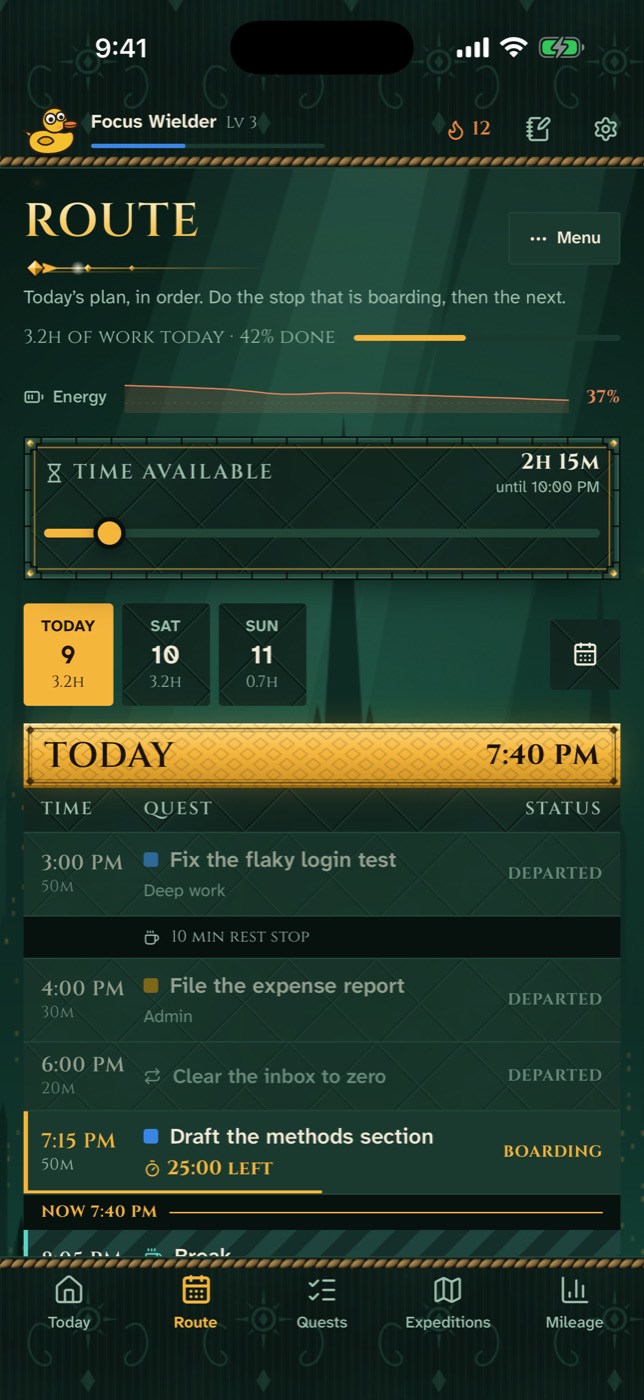 9:41
Focus Wielder Lv 3
12
ROUTE
Menu
Today's plan, in order. Do the stop that is boarding, then the next.
3.2H OF WORK TODAY · 42% DONE
Energy
37%
TIME AVAILABLE
2H 15M
until 10:00 PM
TODAY
9
3.2H
SAT
10
3.2H
SUN
11
0.7H
TODAY 7:40 PM
TIME QUEST STATUS
3:00 PM Fix the flaky login test
50M Deep work
DEPARTED
10 MIN REST STOP
4:00 PM File the expense report
30M Admin
DEPARTED
6:00 PM
20M
Clear the inbox to zero
DEPARTED
7:15 PM Draft the methods section
50M 25:00 LEFT
BOARDING
NOW 7:40 PM
8:05 PM Break
Today Route Quests Expeditions Mileage